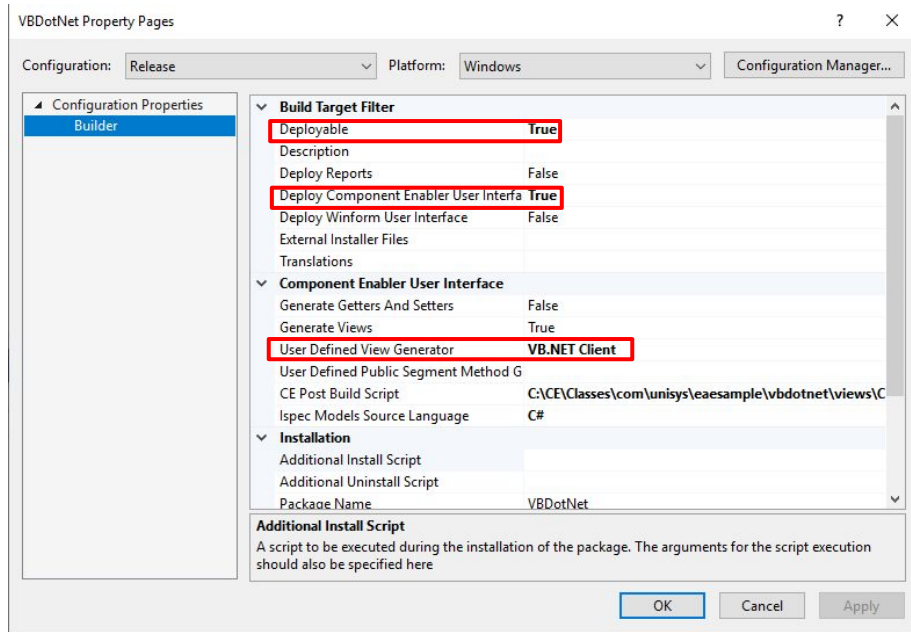 VBDotNet Property Pages ? ×
Configuration: Release Platform: Windows Configuration Manager...
Configuration Properties
Builder
Build Target Filter
Deployable True
Description
Deploy Reports False
Deploy Component Enabler User Interfa True
Deploy Winform User Interface False
External Installer Files
Translations
Component Enabler User Interface
Generate Getters And Setters False
Generate Views True
User Defined View Generator VB.NET Client
User Defined Public Segment Method G
CE Post Build Script C:\CE\Classes\com\unisys\eaesample\vbdotnet\views\C
Ispec Models Source Language C#
Installation
Additional Install Script
Additional Uninstall Script
Package Name VBDotNet
Additional Install Script
A script to be executed during the installation of the package. The arguments for the script execution
should also be specified here
OK Cancel Apply